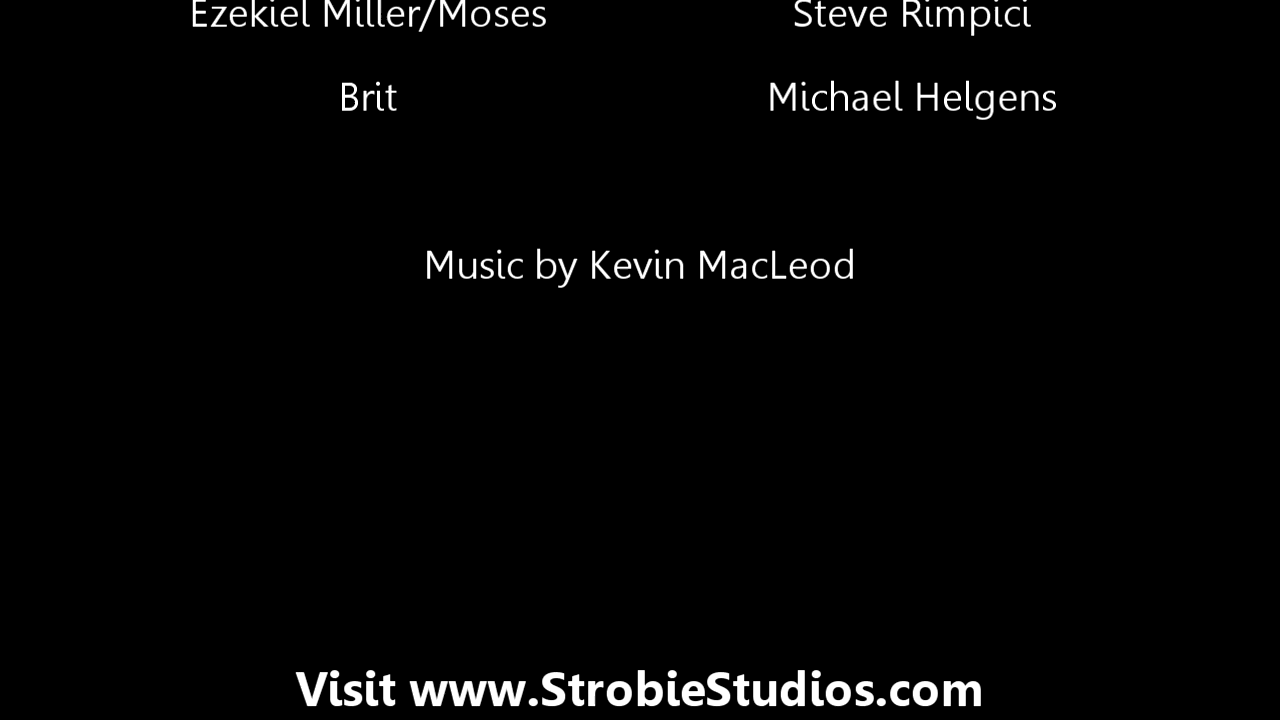 Ezekiel Miller/Moses Steve Rimpici
Brit Michael Helgens
Music by Kevin MacLeod
Visit www.StrobieStudios.com